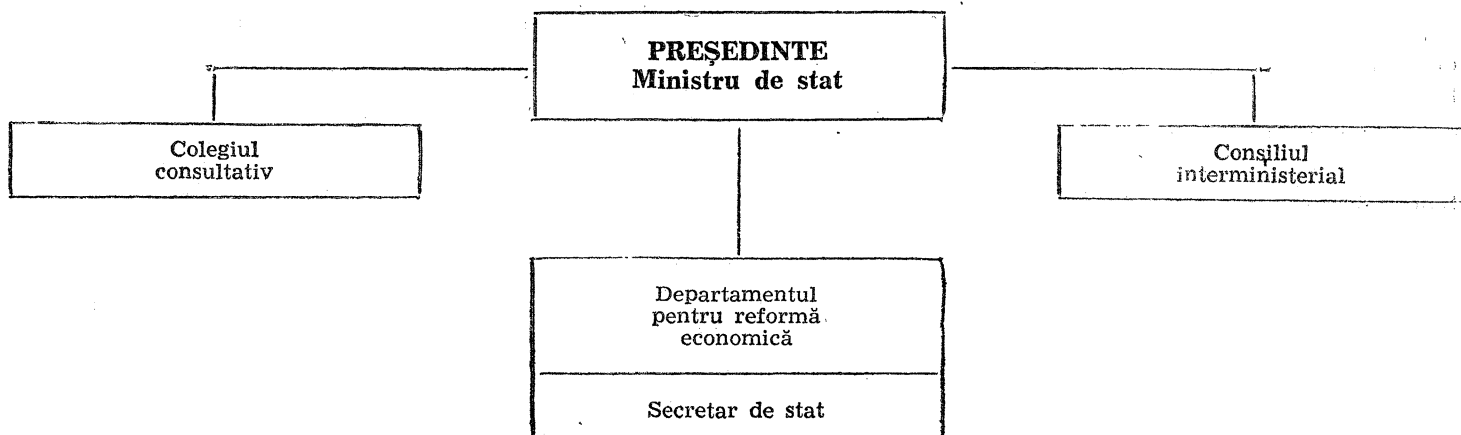 PREȘEDINTE
Ministru de stat
Colegiul
consultativ
Consiliul
interministerial
Departamentul
pentru reformă
economică
Secretar de stat